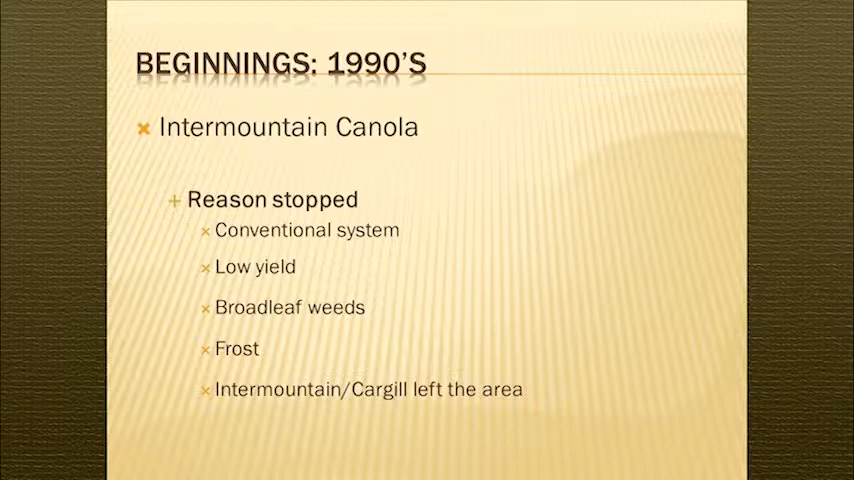 BEGINNINGS: 1990'S
Intermountain Canola
Reason stopped
Conventional system
Low yield
Broadleaf weeds
Frost
Intermountain/Cargill left the area